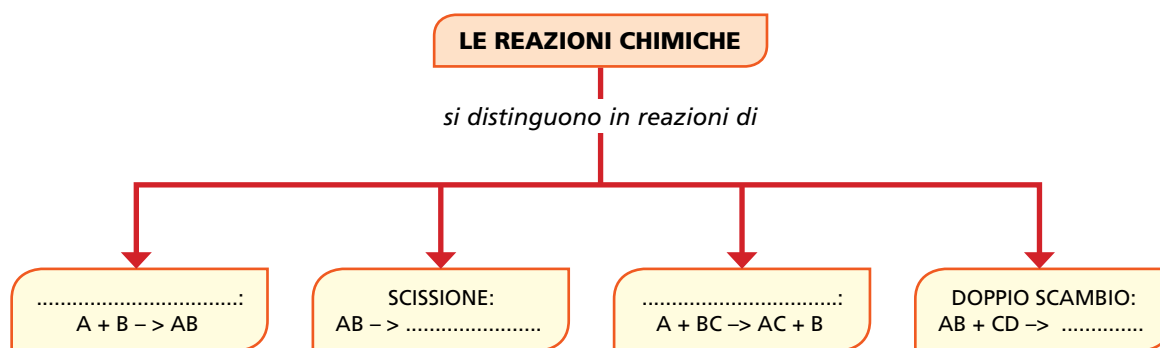 LE REAZIONI CHIMICHE
si distinguono in reazioni di
..................................:
A + B – > AB
SCISSIONE:
AB – > .......................
.................................:
A + BC –> AC + B
DOPPIO SCAMBIO:
AB + CD –> ..............